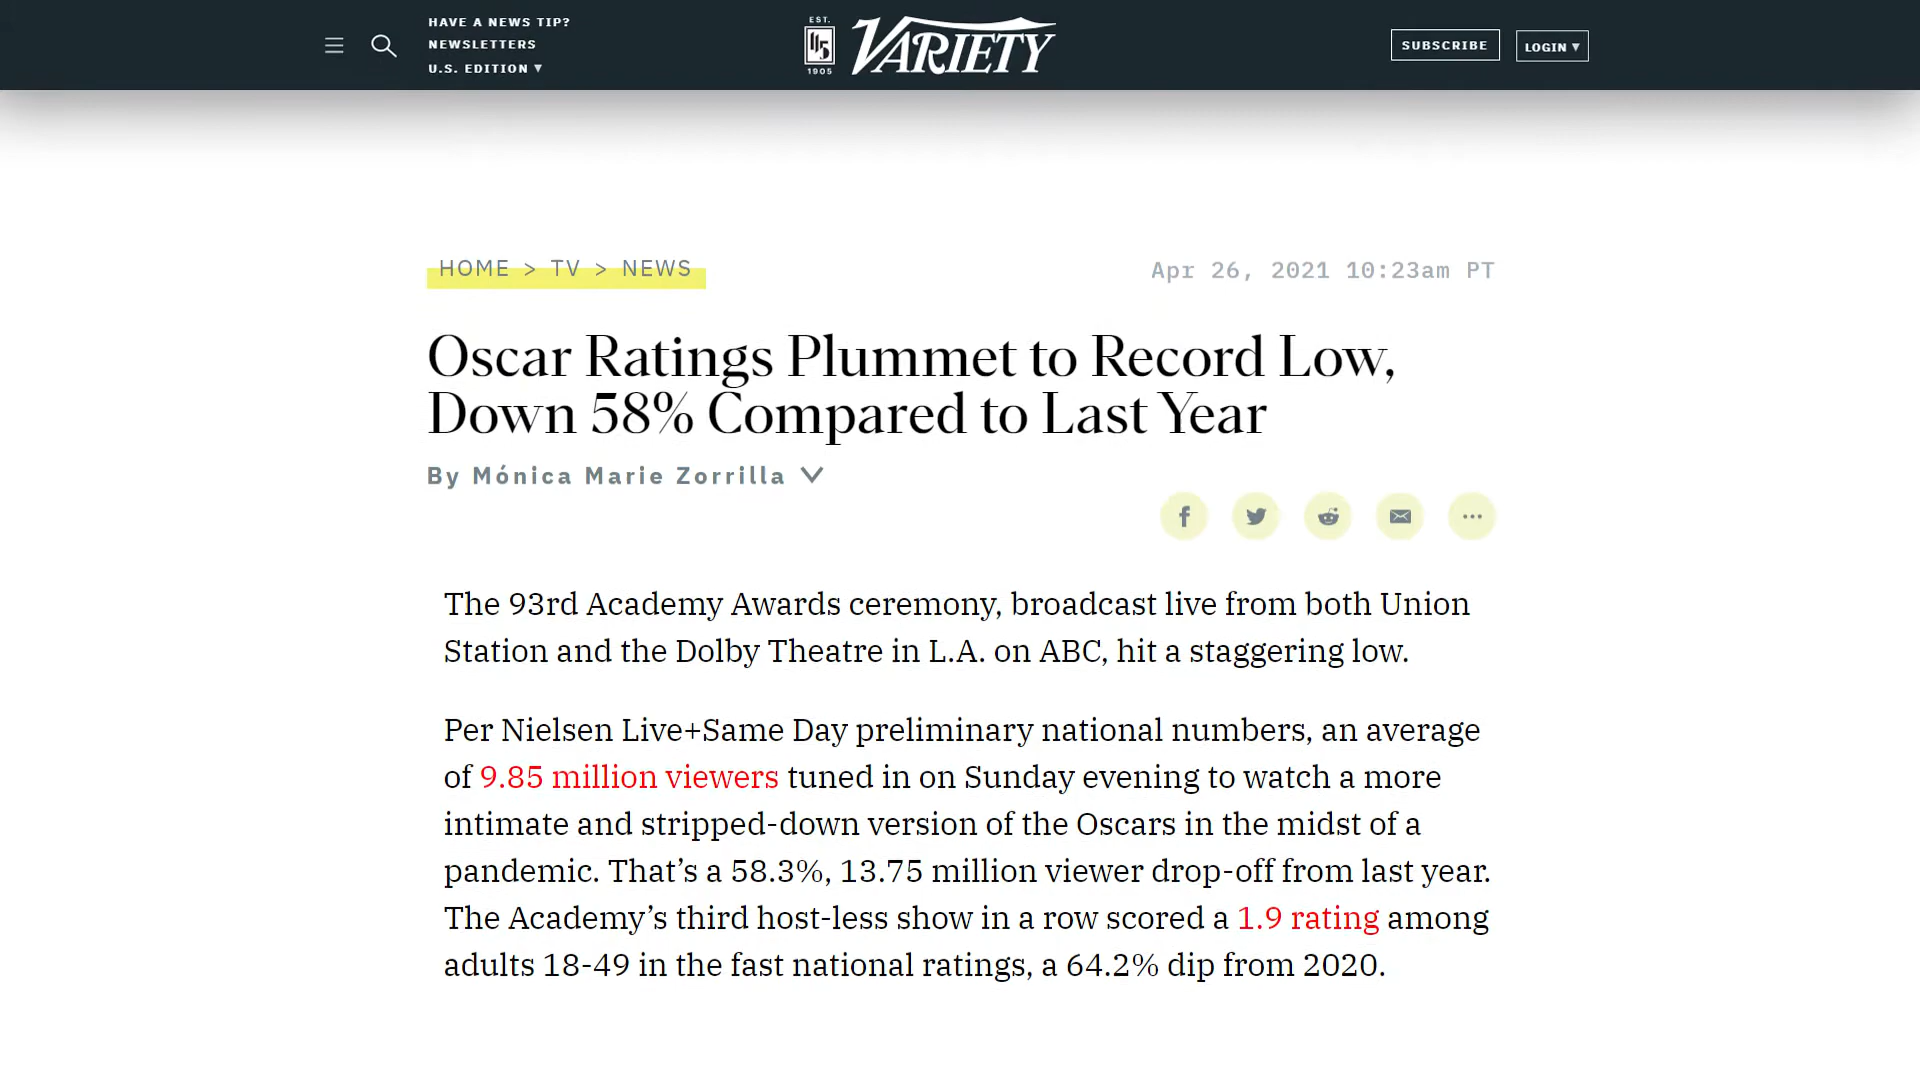 HAVE A NEWS TIP?
NEWSLETTERS
U.S. EDITION ▼
EST.
115
1905
VARIETY
SUBSCRIBE
LOGIN ▼
HOME > TV > NEWS
Apr 26, 2021 10:23am PT
Oscar Ratings Plummet to Record Low,
Down 58% Compared to Last Year
By Mónica Marie Zorrilla
The 93rd Academy Awards ceremony, broadcast live from both Union
Station and the Dolby Theatre in L.A. on ABC, hit a staggering low.
Per Nielsen Live+Same Day preliminary national numbers, an average
of 9.85 million viewers tuned in on Sunday evening to watch a more
intimate and stripped-down version of the Oscars in the midst of a
pandemic. That’s a 58.3%, 13.75 million viewer drop-off from last year.
The Academy’s third host-less show in a row scored a 1.9 rating among
adults 18-49 in the fast national ratings, a 64.2% dip from 2020.